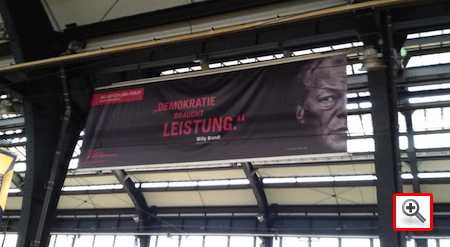 „DEMOKRATIE
BRAUCHT
LEISTUNG.“
Willy Brandt